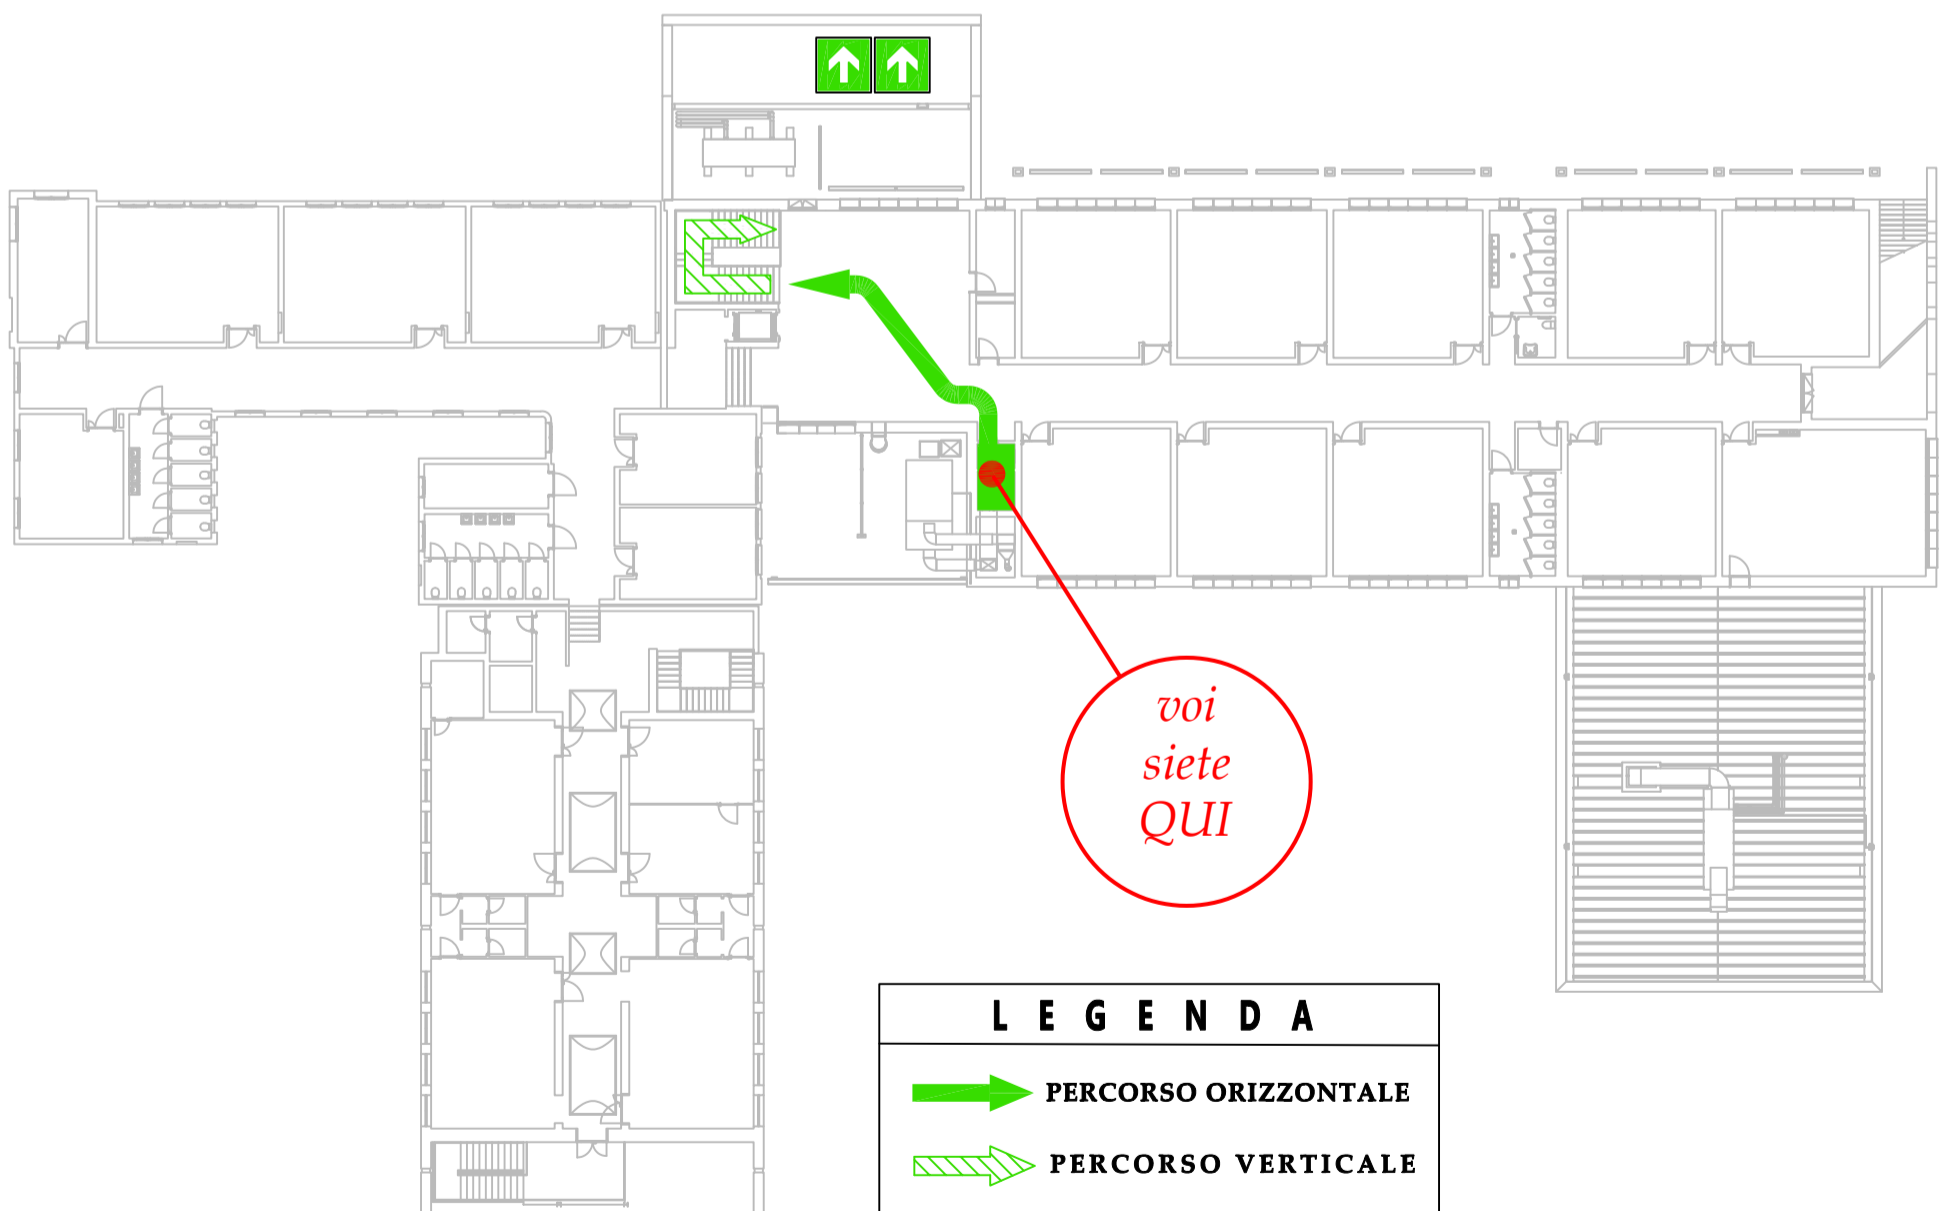 voi
siete
QUI
LEGENDA
PERCORSO ORIZZONTALE
PERCORSO VERTICALE